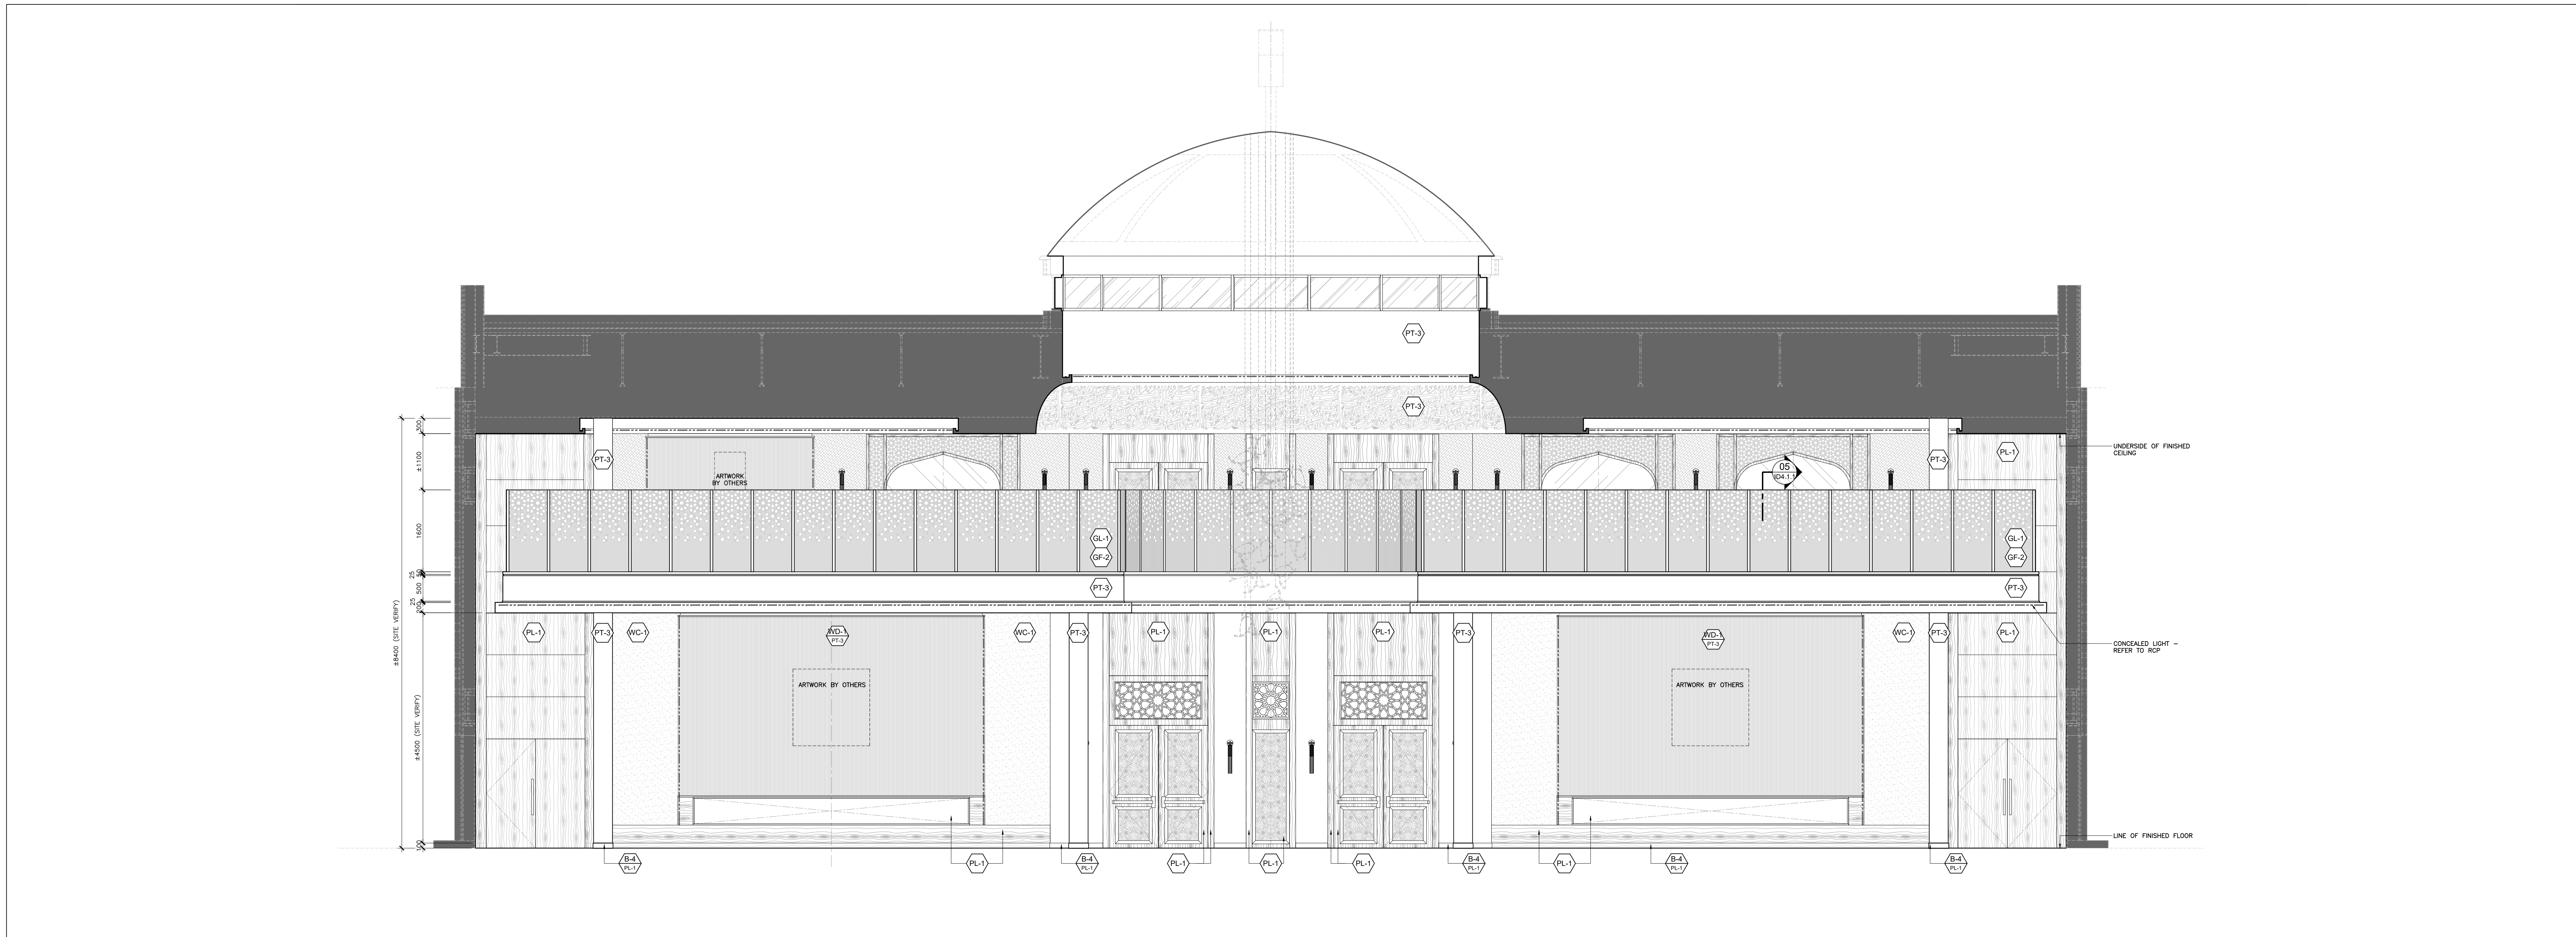 PT-3
PT-3
300
±1100
1600
50
25
500
25
200
±8400 (SITE VERIFY)
±4500 (SITE VERIFY)
100
PT-3
ARTWORK
BY OTHERS
05
ID4.1.1
PT-3
PL-1
UNDERSIDE OF FINISHED
CEILING
GL-1
GF-2
GL-1
GF-2
PT-3
PT-3
PL-1
PT-3
WC-1
WD-1
PT-3
WC-1
PT-3
PL-1
PL-1
PL-1
PT-3
WD-1
PT-3
WC-1
PT-3
PL-1
CONCEALED LIGHT –
REFER TO RCP
ARTWORK BY OTHERS
ARTWORK BY OTHERS
LINE OF FINISHED FLOOR
B-4
PL-1
PL-1
B-4
PL-1
PL-1
PL-1
PL-1
B-4
PL-1
PL-1
B-4
PL-1
B-4
PL-1